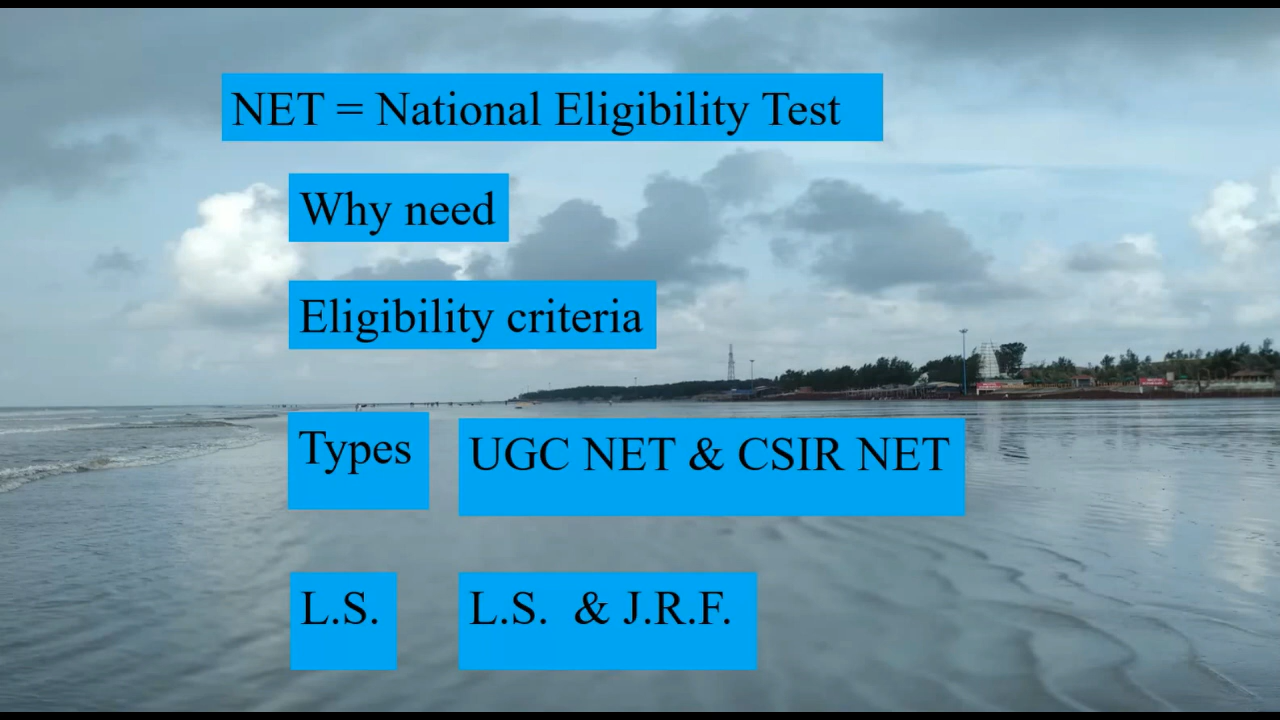 NET = National Eligibility Test
Why need
Eligibility criteria
Types UGC NET & CSIR NET
L.S. L.S. & J.R.F.